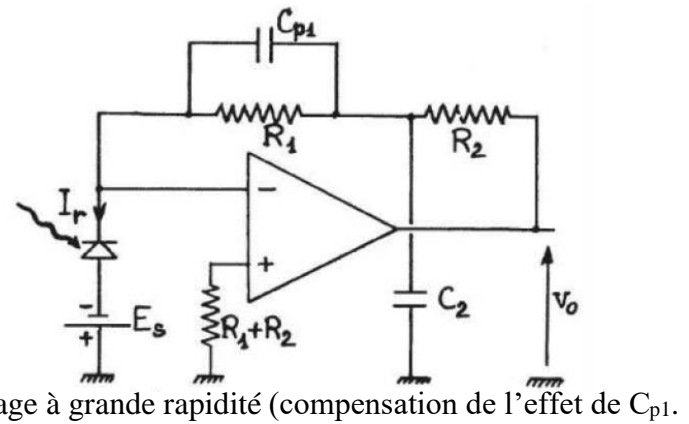 Cp1
R1
R2
Ir
−
+
−
+
Es
R1+R2
C2
vo
age à grande rapidité (compensation de l’effet de Cp1.